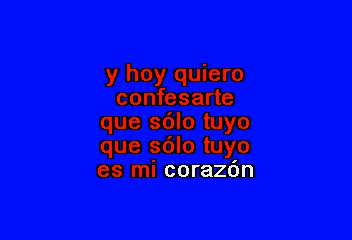 y hoy quiero
confesarte
que sólo tuyo
que sólo tuyo
es mi corazón